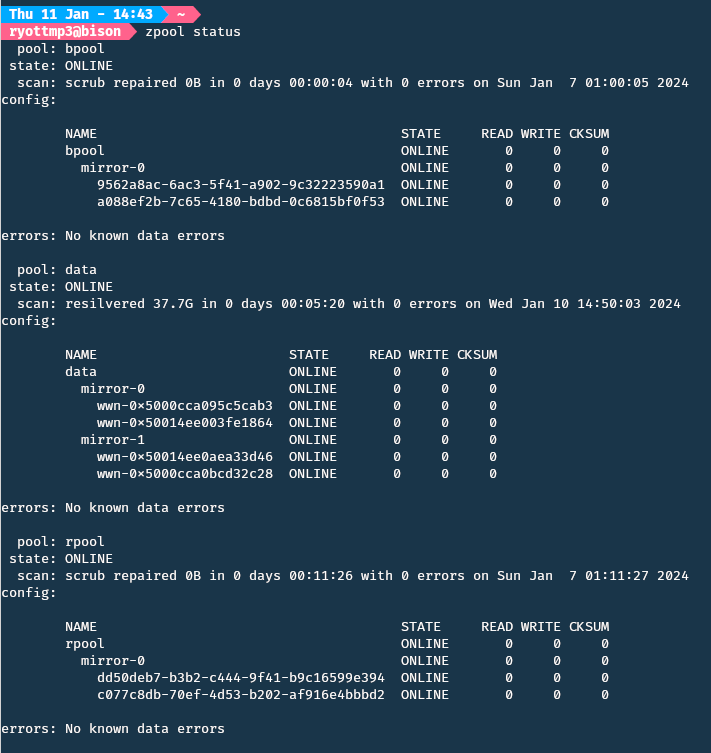 Thu 11 Jan - 14:43 ~
ryottmp3@bison zpool status
  pool: bpool
 state: ONLINE
  scan: scrub repaired 0B in 0 days 00:00:04 with 0 errors on Sun Jan  7 01:00:05 2024
config:

        NAME                                      STATE     READ WRITE CKSUM
        bpool                                     ONLINE       0     0     0
          mirror-0                                ONLINE       0     0     0
            9562a8ac-6ac3-5f41-a902-9c32223590a1  ONLINE       0     0     0
            a088ef2b-7c65-4180-bdbd-0c6815bf0f53  ONLINE       0     0     0

errors: No known data errors

  pool: data
 state: ONLINE
  scan: resilvered 37.7G in 0 days 00:05:20 with 0 errors on Wed Jan 10 14:50:03 2024
config:

        NAME                        STATE     READ WRITE CKSUM
        data                        ONLINE       0     0     0
          mirror-0                  ONLINE       0     0     0
            wwn-0x5000cca095c5cab3  ONLINE       0     0     0
            wwn-0x50014ee003fe1864  ONLINE       0     0     0
          mirror-1                  ONLINE       0     0     0
            wwn-0x50014ee0aea33d46  ONLINE       0     0     0
            wwn-0x5000cca0bcd32c28  ONLINE       0     0     0

errors: No known data errors

  pool: rpool
 state: ONLINE
  scan: scrub repaired 0B in 0 days 00:11:26 with 0 errors on Sun Jan  7 01:11:27 2024
config:

        NAME                                      STATE     READ WRITE CKSUM
        rpool                                     ONLINE       0     0     0
          mirror-0                                ONLINE       0     0     0
            dd50deb7-b3b2-c444-9f41-b9c16599e394  ONLINE       0     0     0
            c077c8db-70ef-4d53-b202-af916e4bbbd2  ONLINE       0     0     0

errors: No known data errors